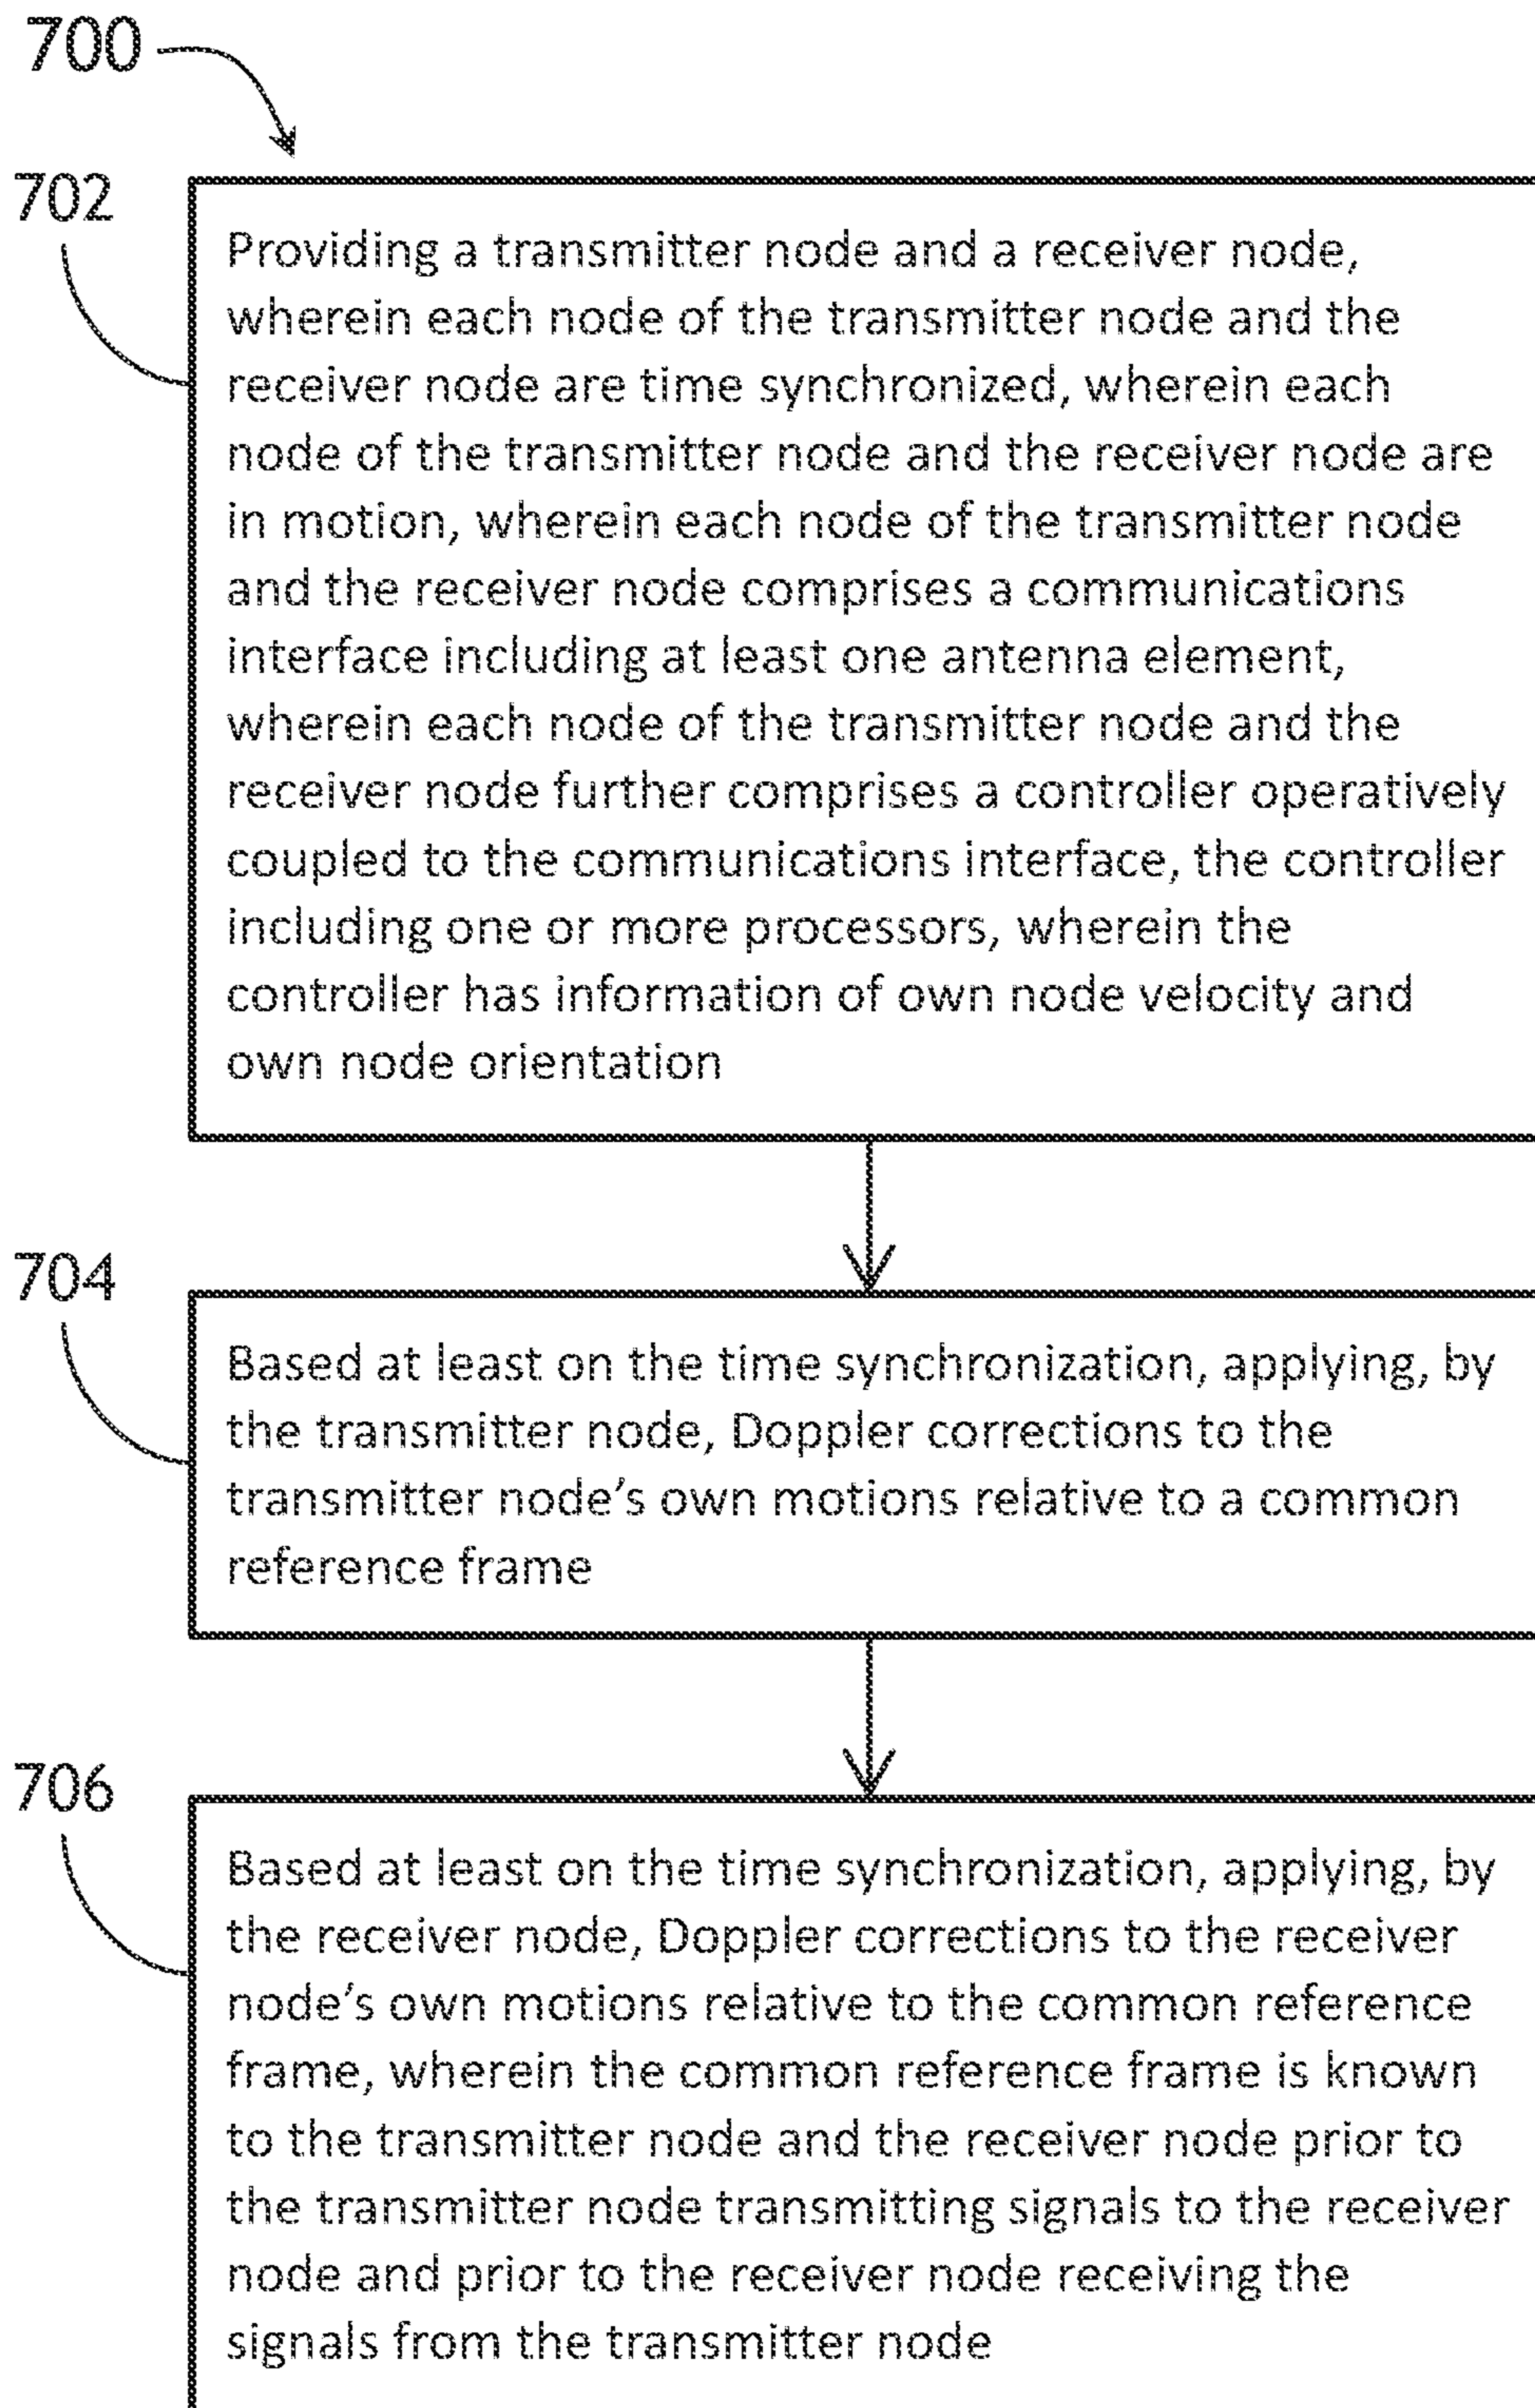 700
702
Providing a transmitter node and a receiver node,
wherein each node of the transmitter node and the
receiver node are time synchronized, wherein each
node of the transmitter node and the receiver node are
in motion, wherein each node of the transmitter node
and the receiver node comprises a communications
interface including at least one antenna element,
wherein each node of the transmitter node and the
receiver node further comprises a controller operatively
coupled to the communications interface, the controller
including one or more processors, wherein the
controller has information of own node velocity and
own node orientation
704
Based at least on the time synchronization, applying, by
the transmitter node, Doppler corrections to the
transmitter node’s own motions relative to a common
reference frame
706
Based at least on the time synchronization, applying, by
the receiver node, Doppler corrections to the receiver
node’s own motions relative to the common reference
frame, wherein the common reference frame is known
to the transmitter node and the receiver node prior to
the transmitter node transmitting signals to the receiver
node and prior to the receiver node receiving the
signals from the transmitter node